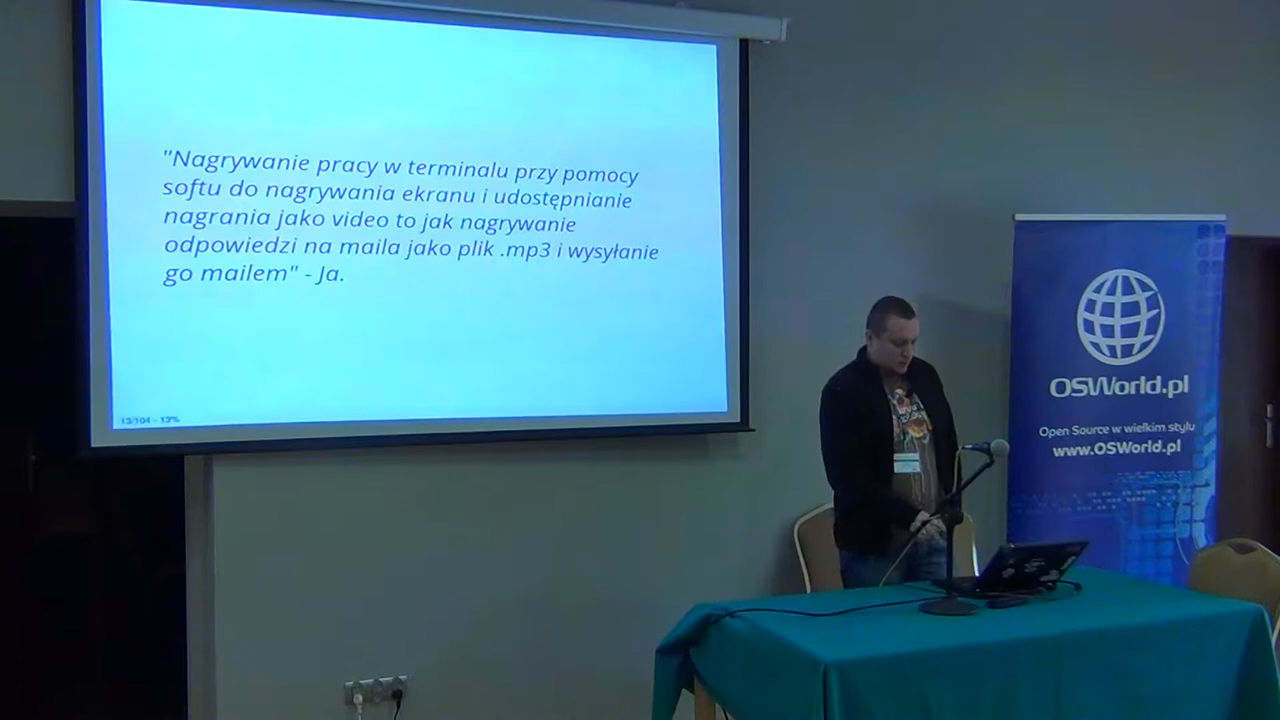 "Nagrywanie pracy w terminalu przy pomocy
softu do nagrywania ekranu i udostępnianie
nagrania jako video to jak nagrywanie
odpowiedzi na maila jako plik .mp3 i wysyłanie
go mailem" - Ja.
13/104 - 13%
OSWorld.pl
Open Source w wielkim stylu
www.OSWorld.pl